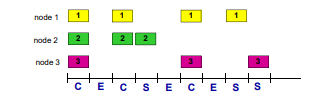 node 1 1 1 1 1
node 2 2 2 2
node 3 3 3 3
C E C S E C E S S